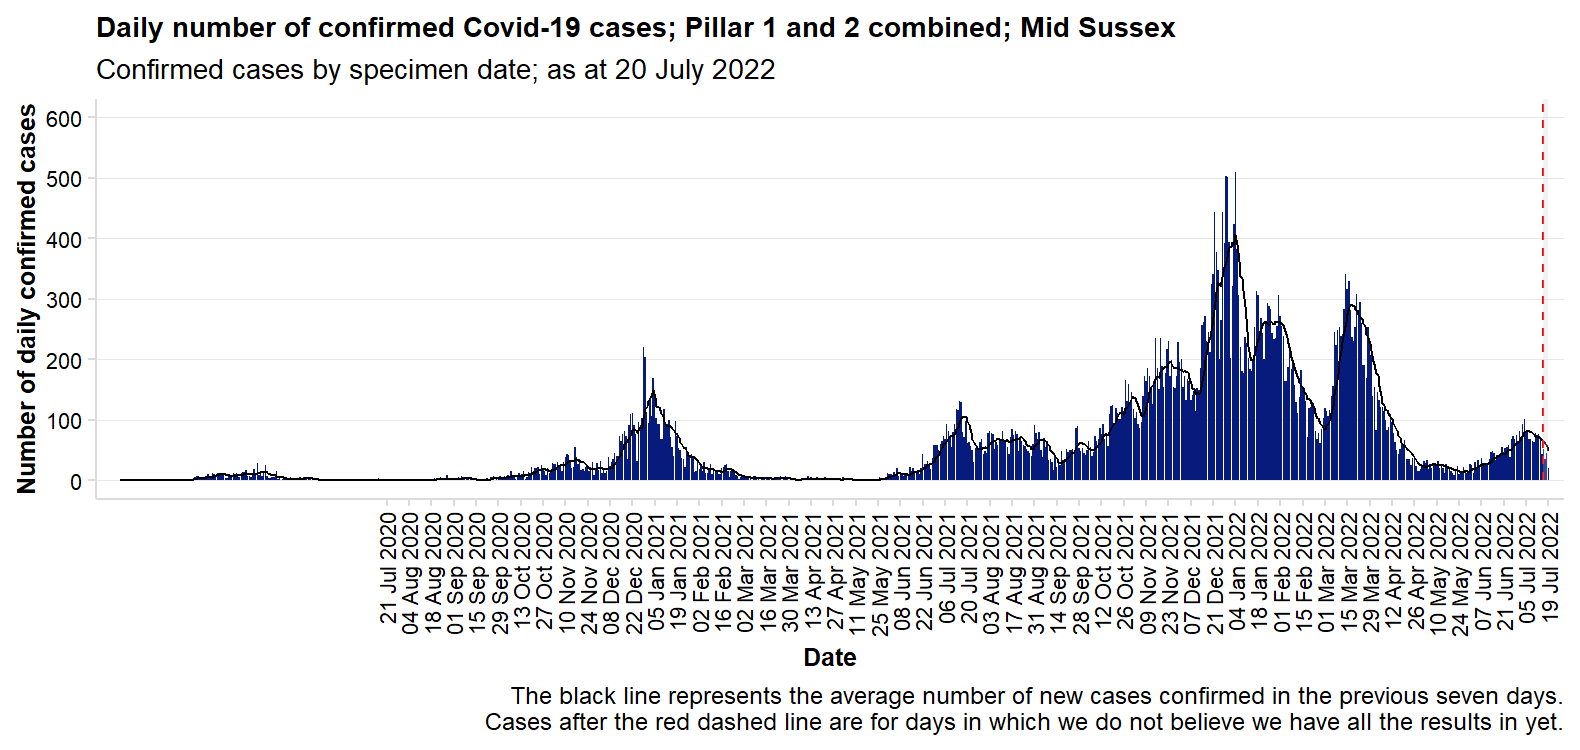 Daily number of confirmed Covid-19 cases; Pillar 1 and 2 combined; Mid Sussex
Confirmed cases by specimen date; as at 20 July 2022
Number of daily confirmed cases
600
500
400
300
200
100
0
21 Jul 2020
04 Aug 2020
18 Aug 2020
01 Sep 2020
15 Sep 2020
29 Sep 2020
13 Oct 2020
27 Oct 2020
10 Nov 2020
24 Nov 2020
08 Dec 2020
22 Dec 2020
05 Jan 2021
19 Jan 2021
02 Feb 2021
16 Feb 2021
02 Mar 2021
16 Mar 2021
30 Mar 2021
13 Apr 2021
27 Apr 2021
11 May 2021
25 May 2021
08 Jun 2021
22 Jun 2021
06 Jul 2021
20 Jul 2021
03 Aug 2021
17 Aug 2021
31 Aug 2021
14 Sep 2021
28 Sep 2021
12 Oct 2021
26 Oct 2021
09 Nov 2021
23 Nov 2021
07 Dec 2021
21 Dec 2021
04 Jan 2022
18 Jan 2022
01 Feb 2022
15 Feb 2022
01 Mar 2022
15 Mar 2022
29 Mar 2022
12 Apr 2022
26 Apr 2022
10 May 2022
24 May 2022
07 Jun 2022
21 Jun 2022
05 Jul 2022
19 Jul 2022
Date
The black line represents the average number of new cases confirmed in the previous seven days.
Cases after the red dashed line are for days in which we do not believe we have all the results in yet.